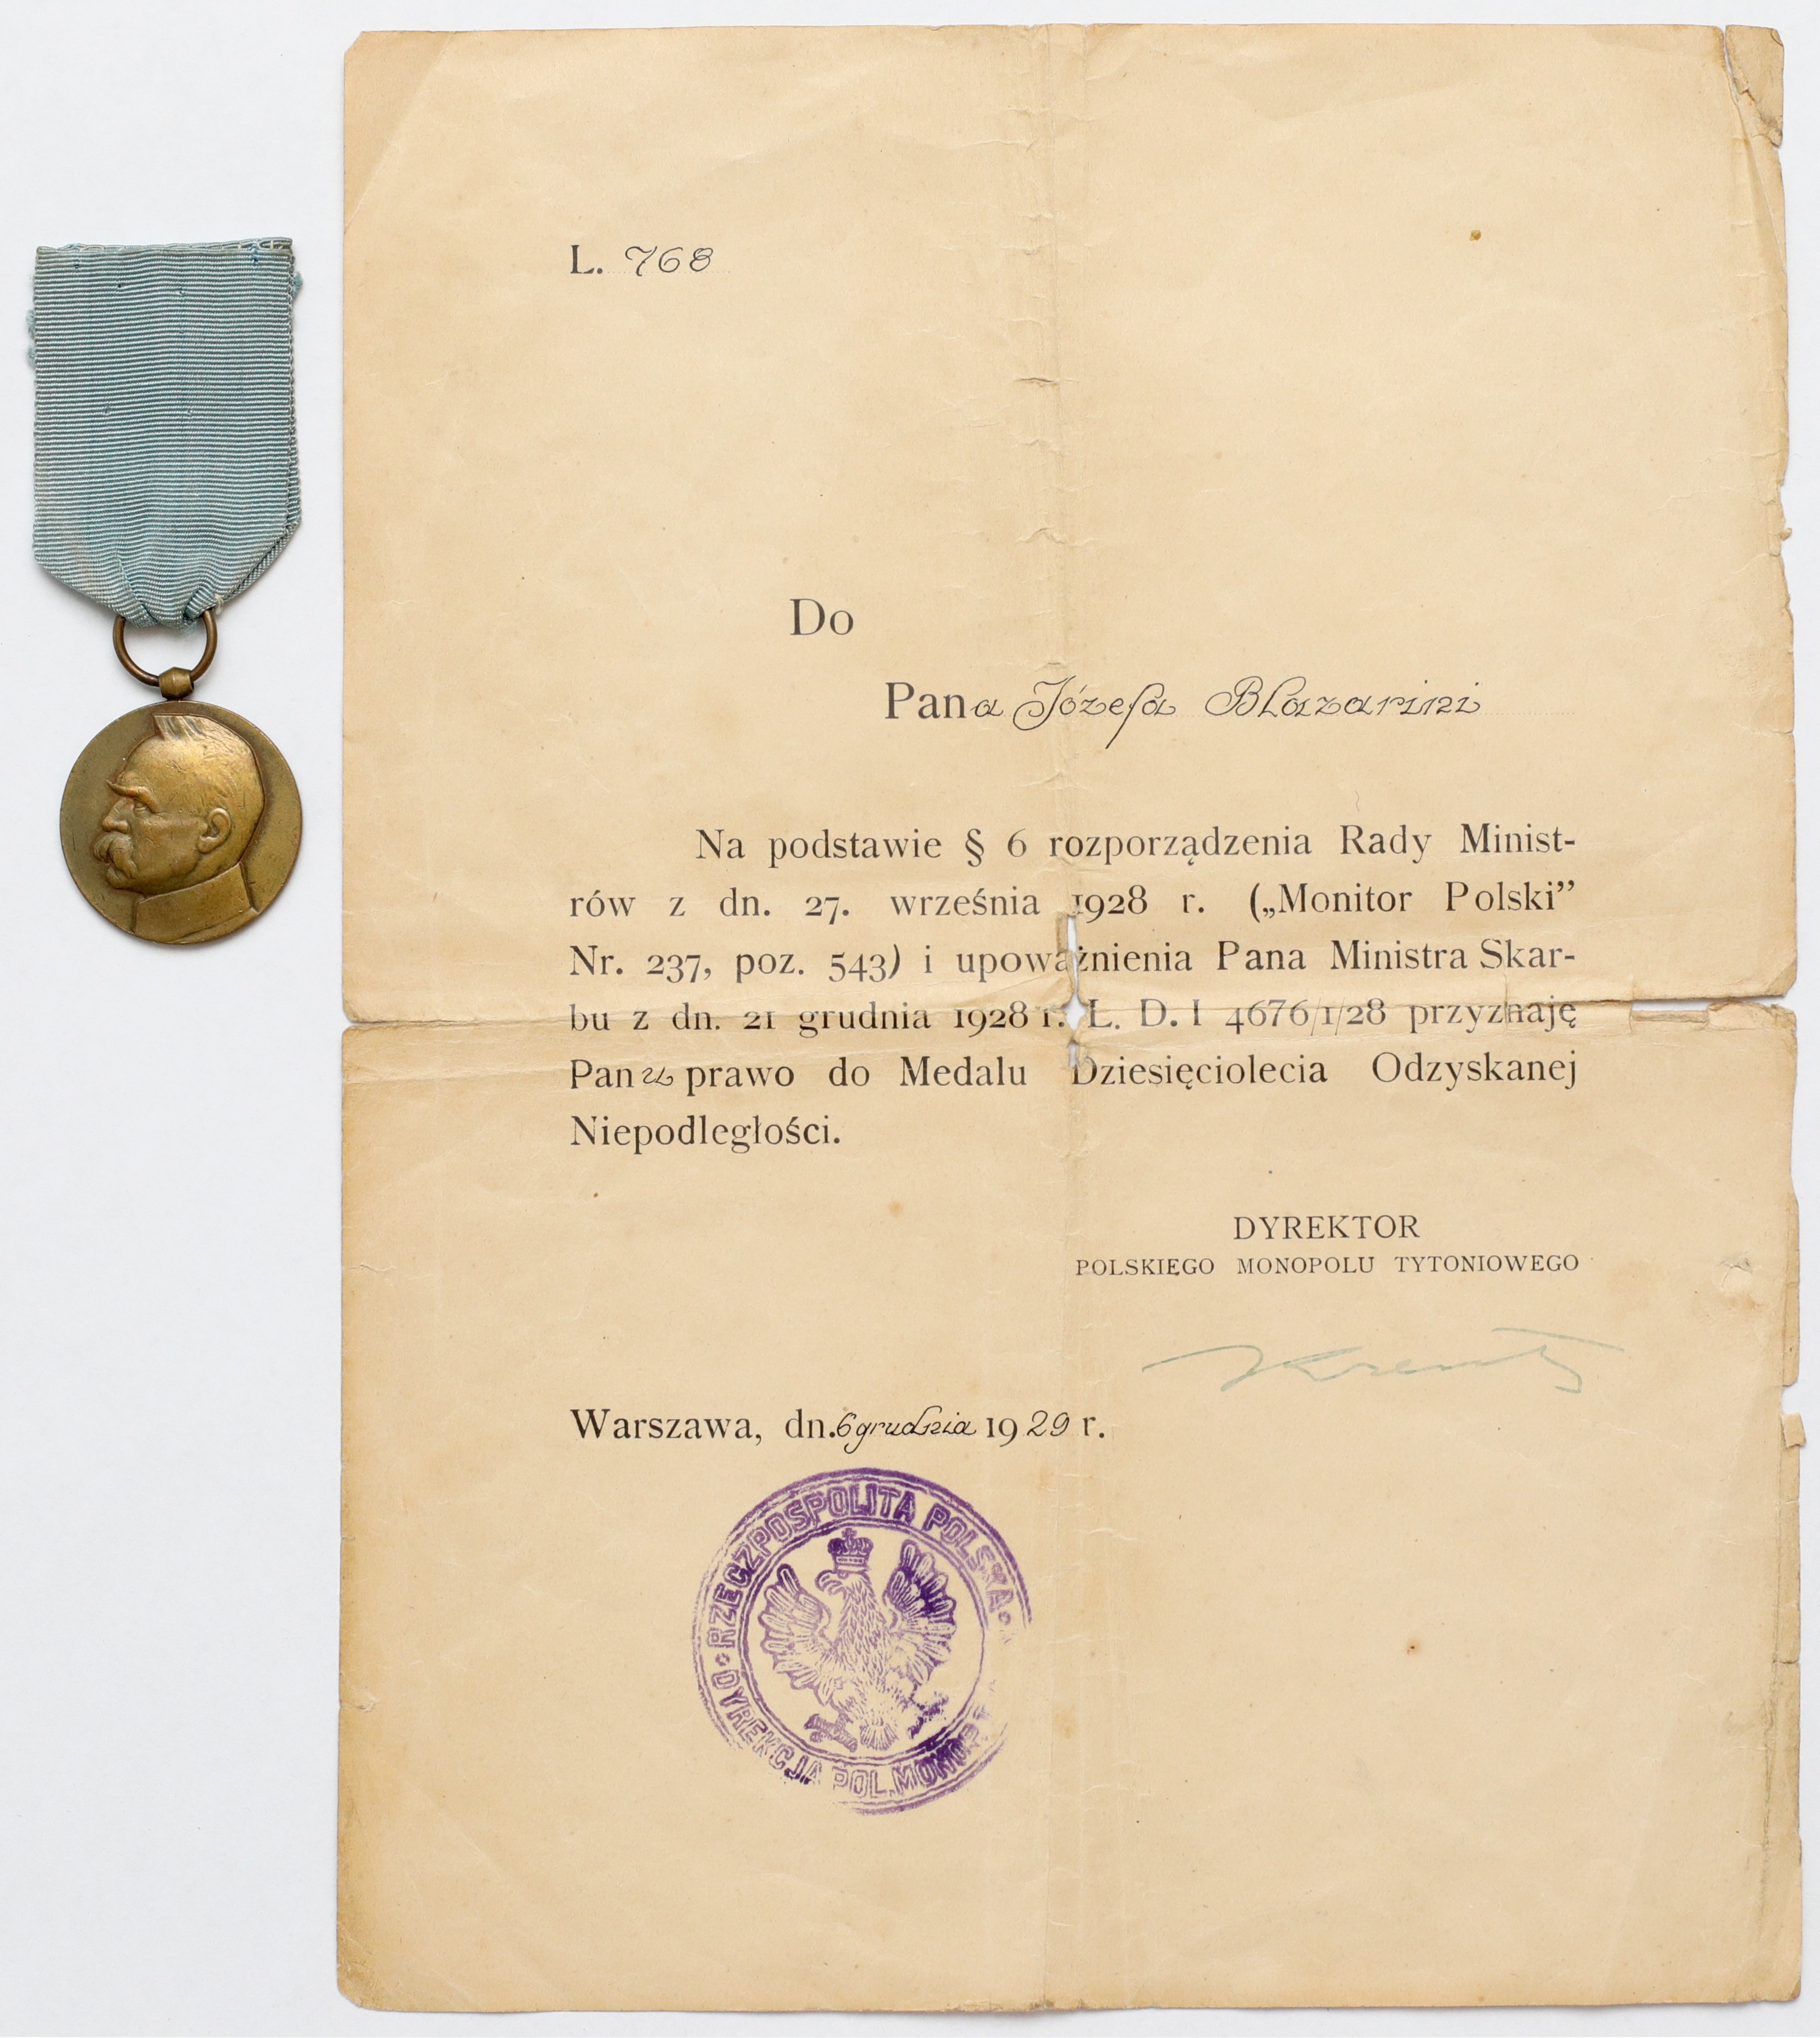 L. 768
Do
Pana Józefa Blazarini
Na podstawie § 6 rozporządzenia Rady Minist-
rów z dn. 27. września 1928 r. („Monitor Polski”
Nr. 237, poz. 543) i upoważnienia Pana Ministra Skar-
bu z dn. 21 grudnia 1928 r. L. D. I 4676/1/28 przyznaję
Panu prawo do Medalu Dziesięciolecia Odzyskanej
Niepodległości.
DYREKTOR
POLSKIEGO MONOPOLU TYTONIOWEGO
Warszawa, dn. 6 grudnia 1929 r.
RZECZPOSPOLITA POLSKA
DYREKCJA POL. MONOP.